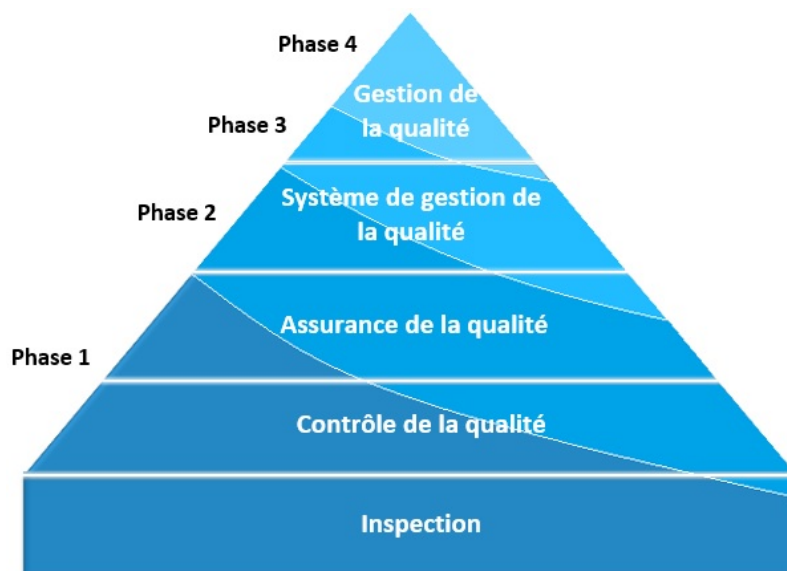 Phase 4
Gestion de
la qualité
Phase 3
Système de gestion de
la qualité
Phase 2
Assurance de la qualité
Phase 1
Contrôle de la qualité
Inspection